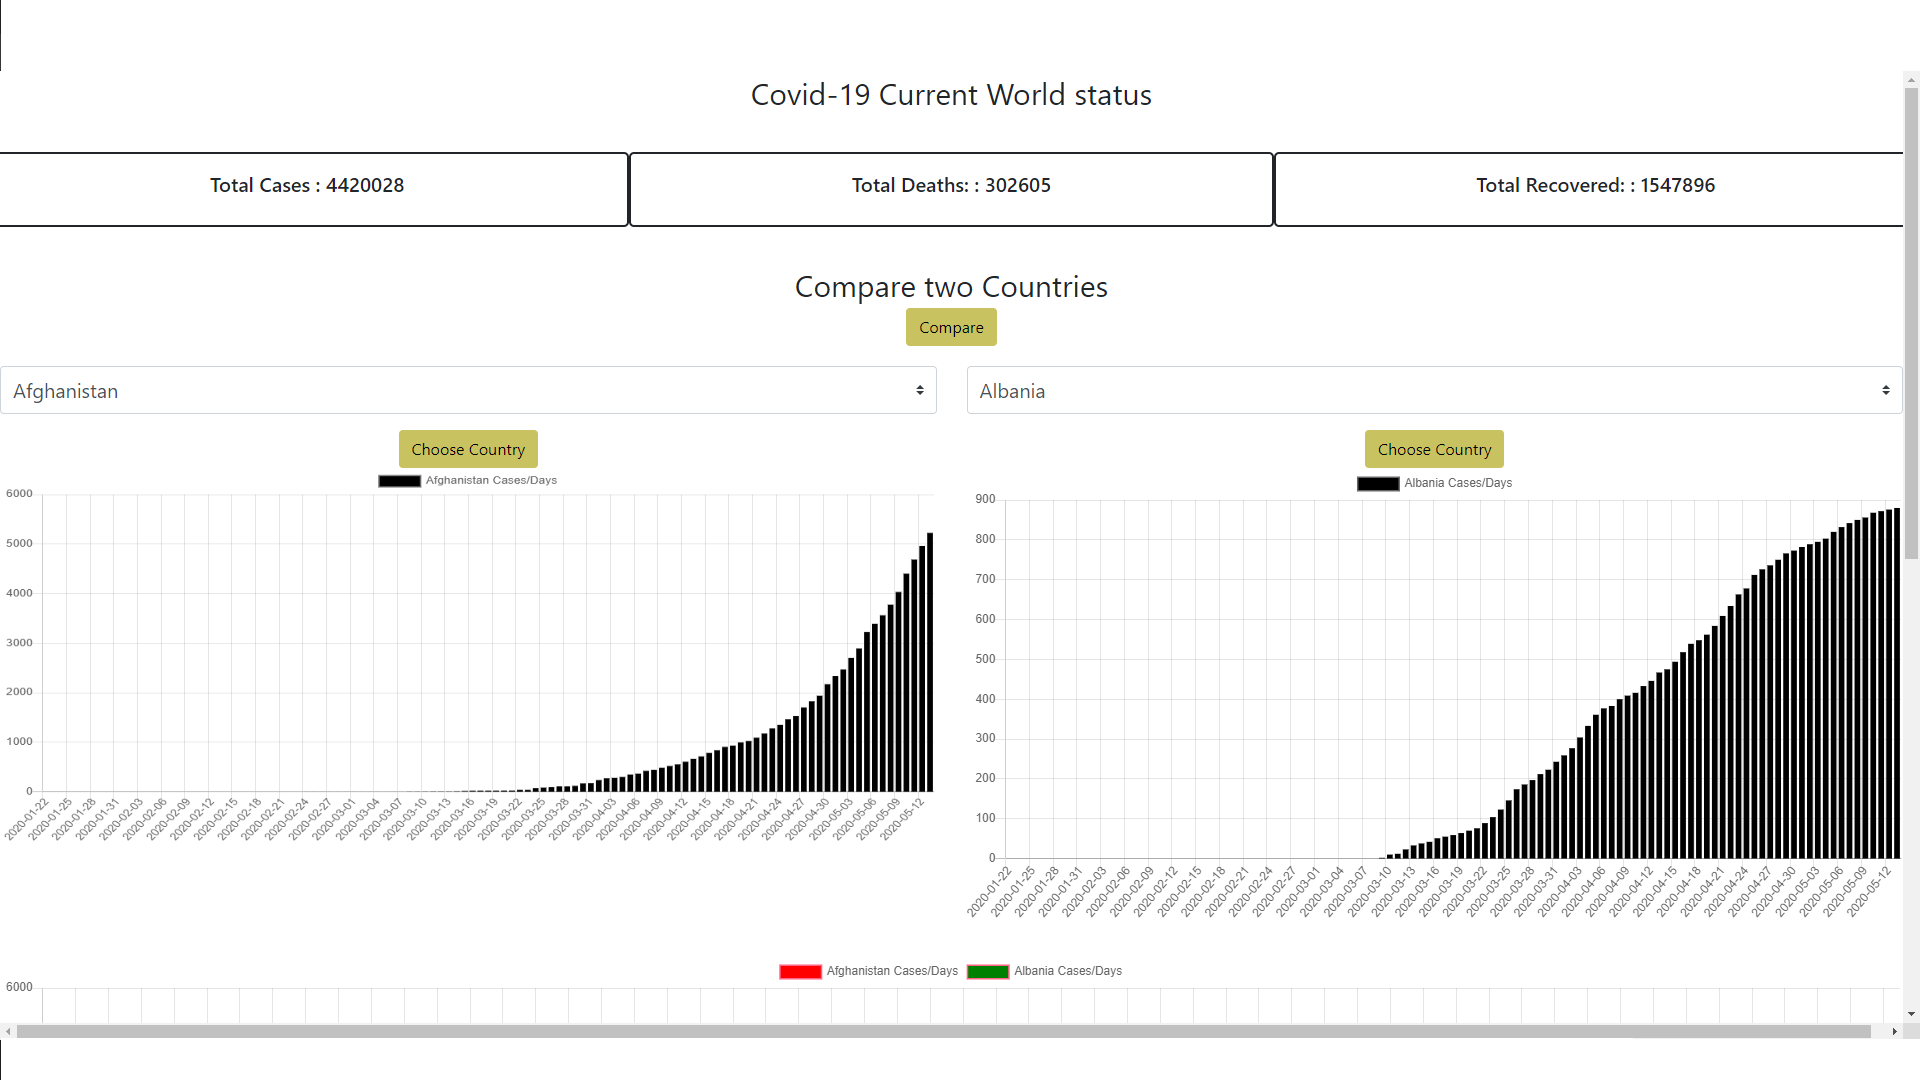 Covid-19 Current World status
Total Cases : 4420028
Total Deaths: : 302605
Total Recovered: : 1547896
Compare two Countries
Compare
Afghanistan
Albania
Choose Country
Choose Country
Afghanistan Cases/Days
6000
5000
4000
3000
2000
1000
0
2020-01-22 2020-01-25 2020-01-28 2020-01-31 2020-02-03 2020-02-06 2020-02-09 2020-02-12 2020-02-15 2020-02-18 2020-02-21 2020-02-24 2020-02-27 2020-03-01 2020-03-04 2020-03-07 2020-03-10 2020-03-13 2020-03-16 2020-03-19 2020-03-22 2020-03-25 2020-03-28 2020-03-31 2020-04-03 2020-04-06 2020-04-09 2020-04-12 2020-04-15 2020-04-18 2020-04-21 2020-04-24 2020-04-27 2020-04-30 2020-05-03 2020-05-06 2020-05-09 2020-05-12
Albania Cases/Days
900
800
700
600
500
400
300
200
100
0
2020-01-22 2020-01-25 2020-01-28 2020-01-31 2020-02-03 2020-02-06 2020-02-09 2020-02-12 2020-02-15 2020-02-18 2020-02-21 2020-02-24 2020-02-27 2020-03-01 2020-03-04 2020-03-07 2020-03-10 2020-03-13 2020-03-16 2020-03-19 2020-03-22 2020-03-25 2020-03-28 2020-03-31 2020-04-03 2020-04-06 2020-04-09 2020-04-12 2020-04-15 2020-04-18 2020-04-21 2020-04-24 2020-04-27 2020-04-30 2020-05-03 2020-05-06 2020-05-09 2020-05-12
Afghanistan Cases/Days Albania Cases/Days
6000